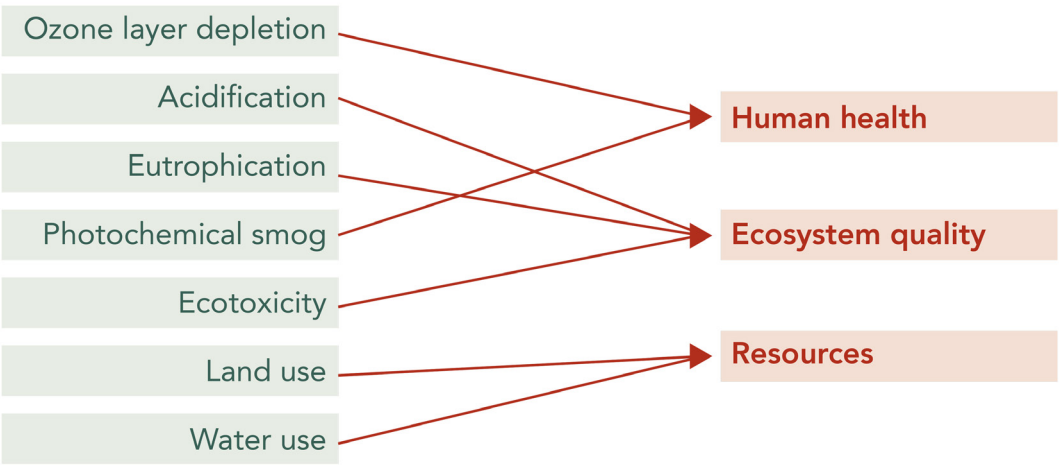 Ozone layer depletion
Acidification
Eutrophication
Photochemical smog
Ecotoxicity
Land use
Water use
Human health
Ecosystem quality
Resources